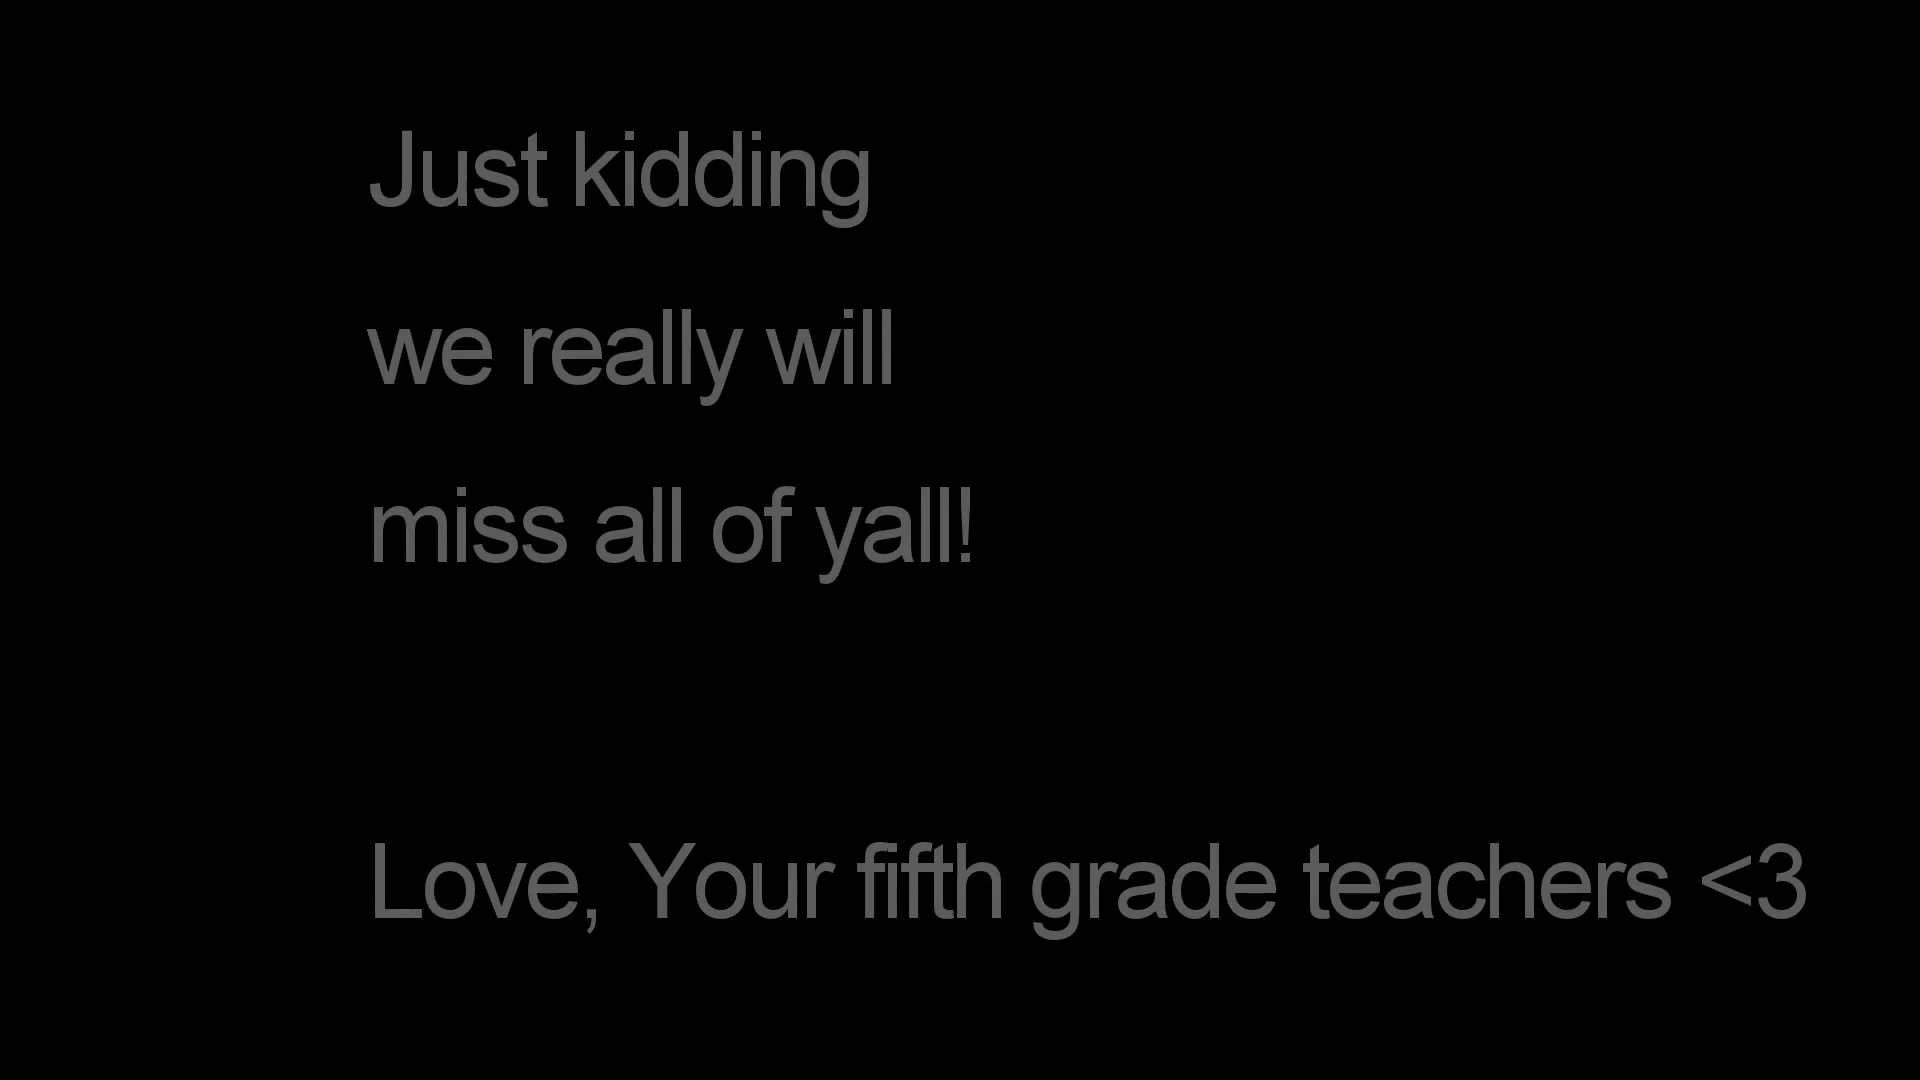 Just kidding
we really will
miss all of yall!
Love, Your fifth grade teachers <3